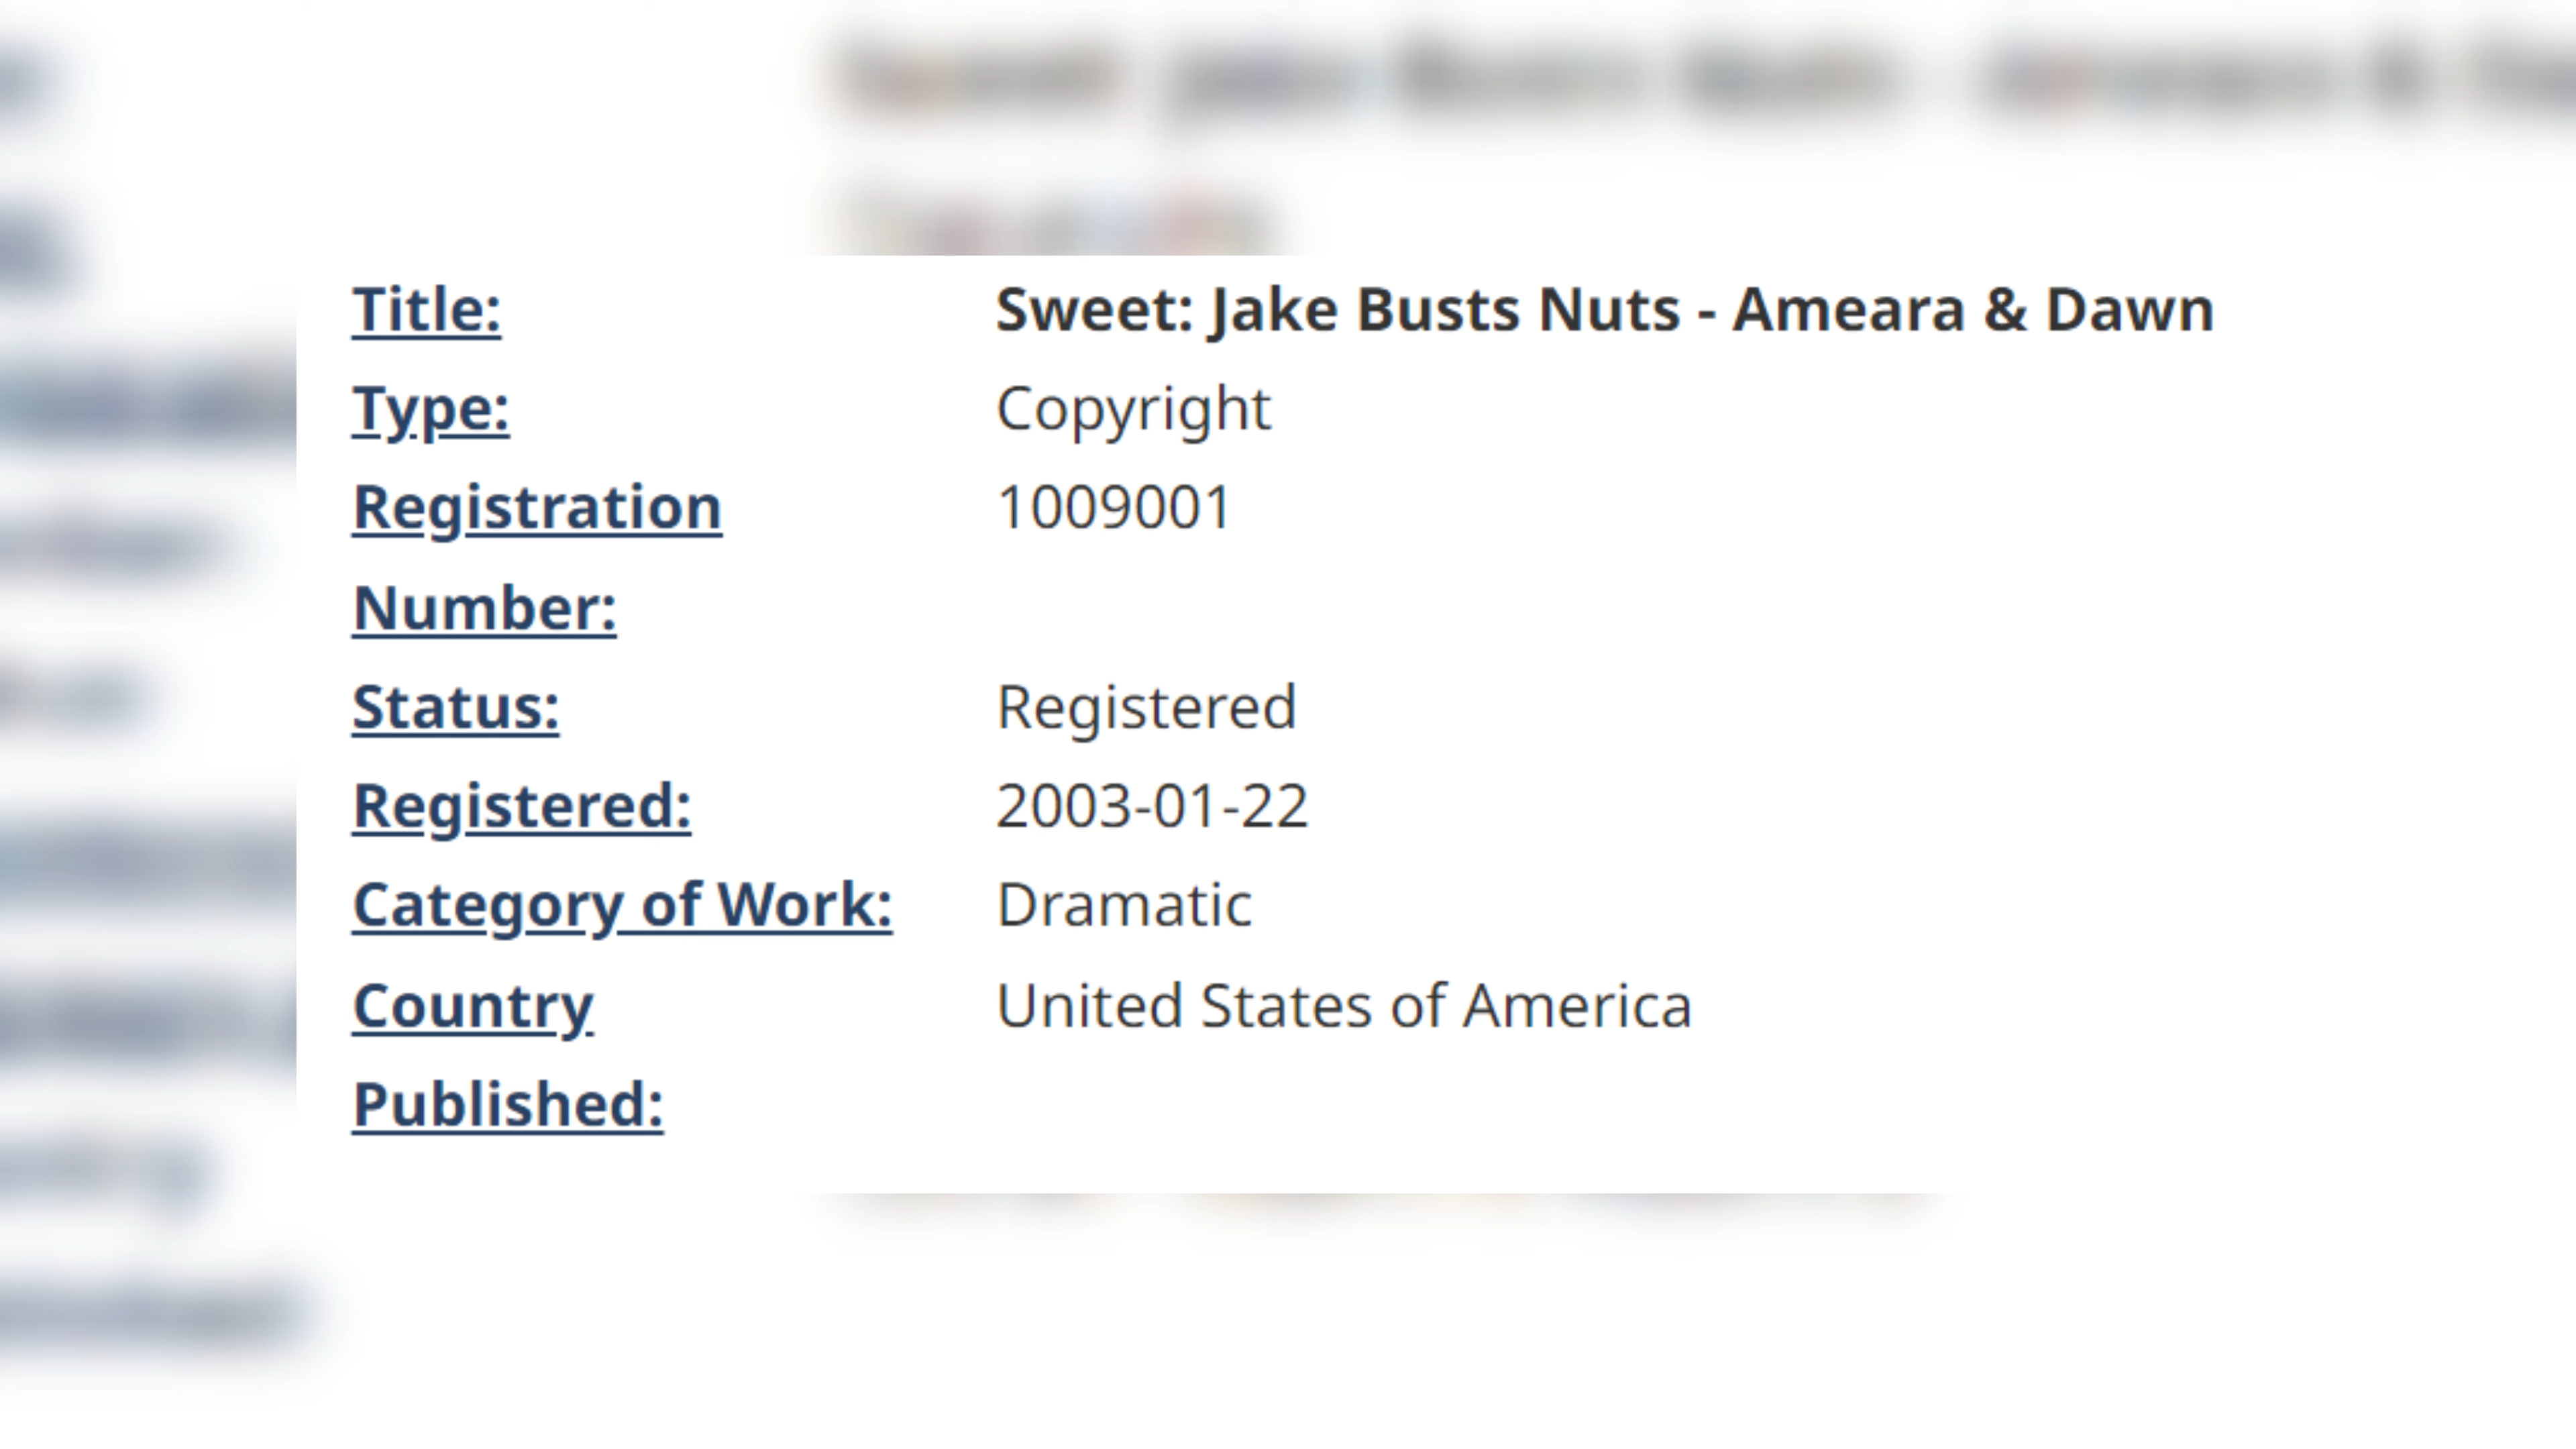 Title: Sweet: Jake Busts Nuts - Ameara & Dawn
Type: Copyright
Registration 1009001
Number:
Status: Registered
Registered: 2003-01-22
Category of Work: Dramatic
Country United States of America
Published: